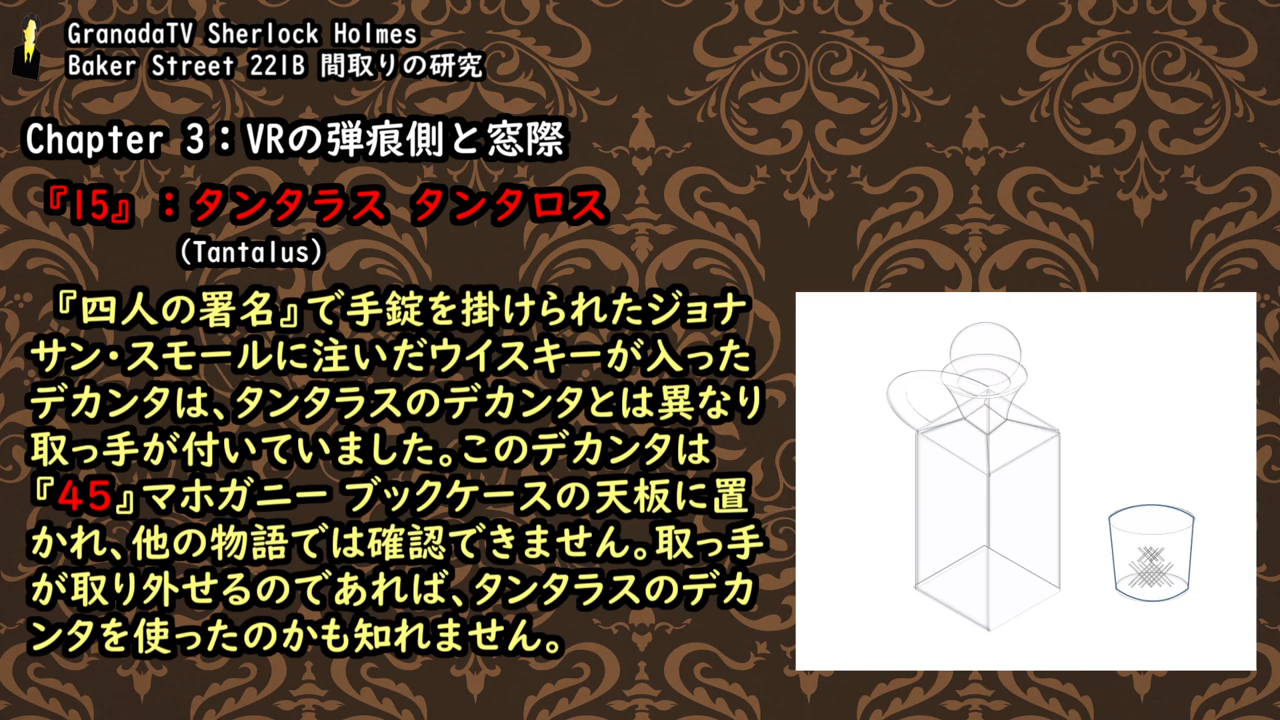 GranadaTV Sherlock Holmes
Baker Street 221B 間取りの研究
Chapter 3：VRの弾痕側と窓際
『15』：タンタラス タンタロス
（Tantalus）
『四人の署名』で手錠を掛けられたジョナ
サン・スモールに注いだウイスキーが入った
デカンタは、タンタラスのデカンタとは異なり
取っ手が付いていました。このデカンタは
『45』マホガニー ブックケースの天板に置
かれ、他の物語では確認できません。取っ手
が取り外せるのであれば、タンタラスのデカ
ンタを使ったのかも知れません。